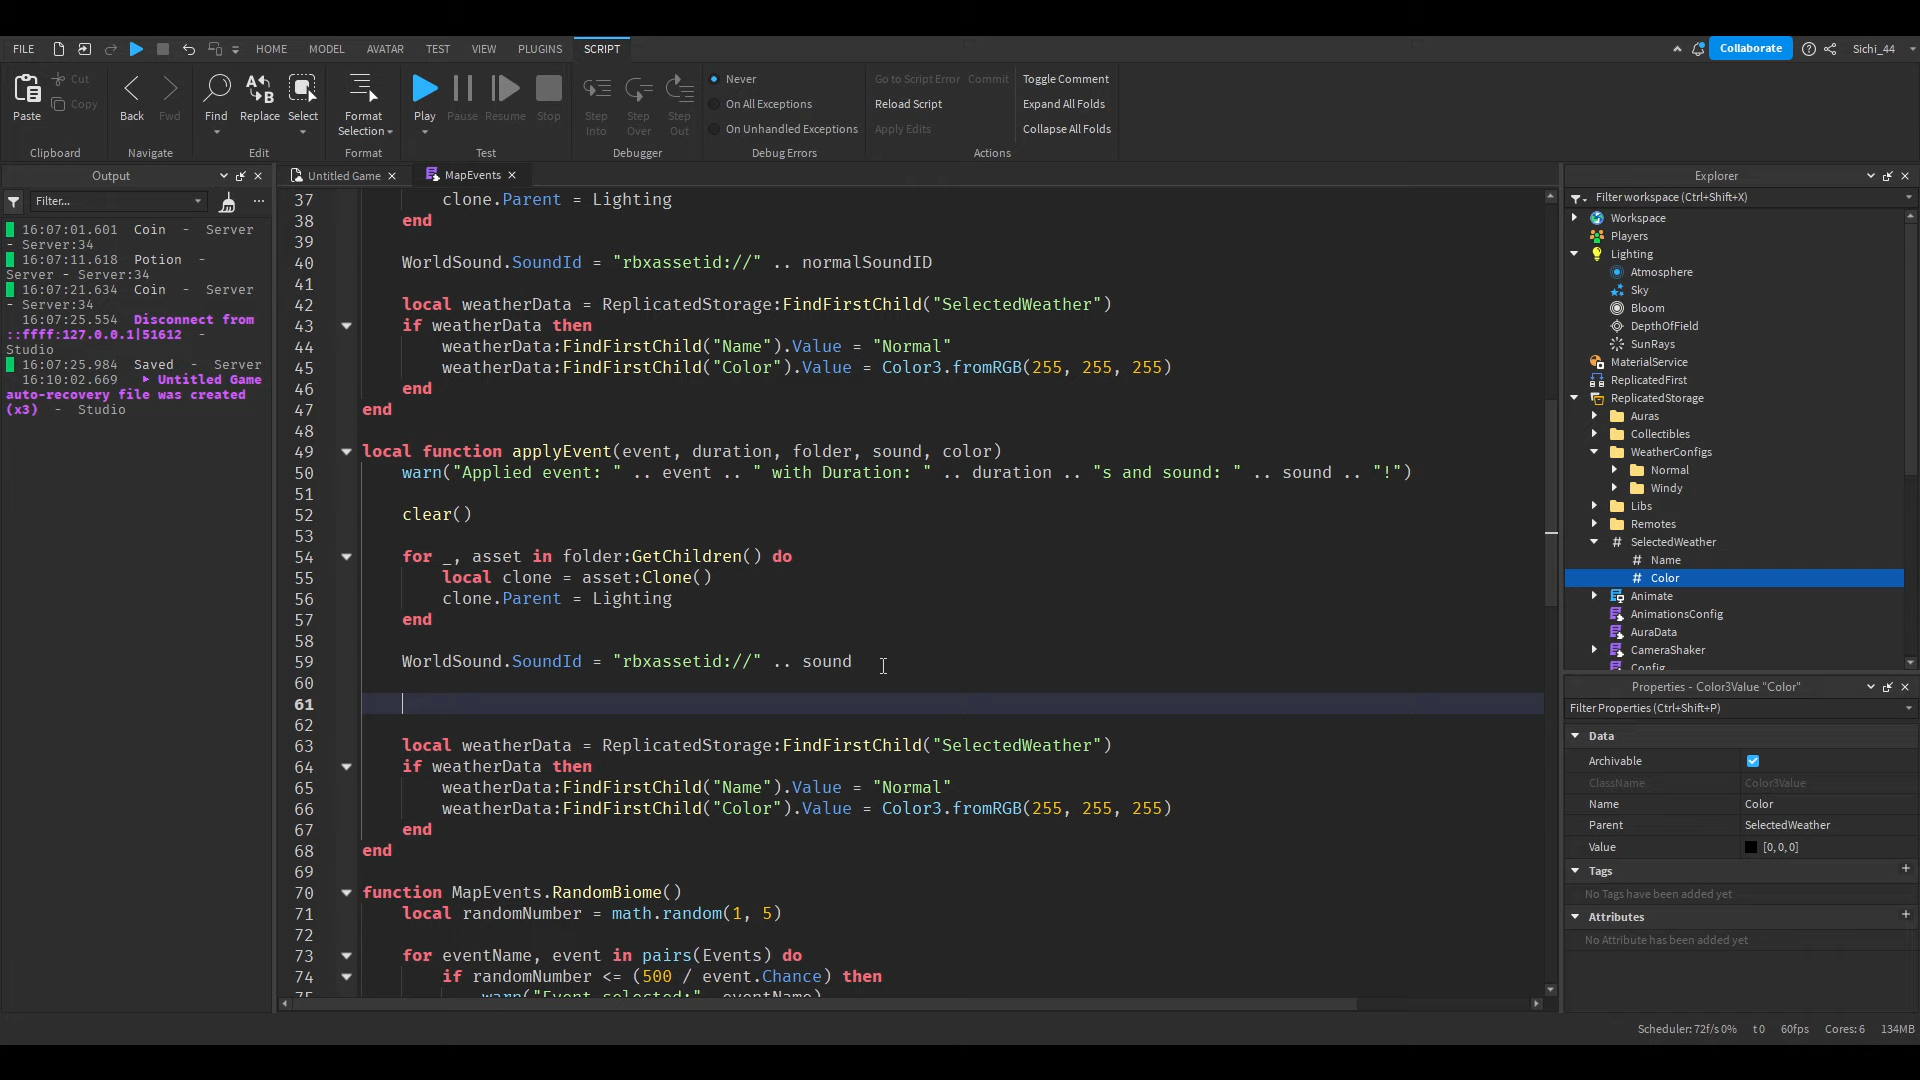 FILE HOME MODEL AVATAR TEST VIEW PLUGINS SCRIPT Collaborate Sichi_44
Paste Cut Copy Back Fwd Find Replace Select Format Selection Play Pause Resume Stop Step Into Step Over Step Out
Never
On All Exceptions
On Unhandled Exceptions
Go to Script Error Commit
Reload Script
Apply Edits
Toggle Comment
Expand All Folds
Collapse All Folds
Clipboard Navigate Edit Format Test Debugger Debug Errors Actions
Output
Filter...
16:07:01.601 Coin - Server
- Server:34
16:07:11.618 Potion -
Server - Server:34
16:07:21.634 Coin - Server
- Server:34
16:07:25.554 Disconnect from
::ffff:127.0.0.1|51612 -
Studio
16:07:25.984 Saved - Server
16:10:02.669 Untitled Game
auto-recovery file was created
(x3) - Studio
Untitled Game MapEvents
37 clone.Parent = Lighting
38 end
39
40 WorldSound.SoundId = "rbxassetid://" .. normalSoundID
41
42 local weatherData = ReplicatedStorage:FindFirstChild("SelectedWeather")
43 if weatherData then
44 weatherData:FindFirstChild("Name").Value = "Normal"
45 weatherData:FindFirstChild("Color").Value = Color3.fromRGB(255, 255, 255)
46 end
47 end
48
49 local function applyEvent(event, duration, folder, sound, color)
50 warn("Applied event: " .. event .. " with Duration: " .. duration .. "s and sound: " .. sound .. "!")
51
52 clear()
53
54 for _, asset in folder:GetChildren() do
55 local clone = asset:Clone()
56 clone.Parent = Lighting
57 end
58
59 WorldSound.SoundId = "rbxassetid://" .. sound
60
61
62
63 local weatherData = ReplicatedStorage:FindFirstChild("SelectedWeather")
64 if weatherData then
65 weatherData:FindFirstChild("Name").Value = "Normal"
66 weatherData:FindFirstChild("Color").Value = Color3.fromRGB(255, 255, 255)
67 end
68 end
69
70 function MapEvents.RandomBiome()
71 local randomNumber = math.random(1, 5)
72
73 for eventName, event in pairs(Events) do
74 if randomNumber <= (500 / event.Chance) then
75 warn("Event selected:", eventName)
Explorer
Filter workspace (Ctrl+Shift+X)
Workspace
Players
Lighting
Atmosphere
Sky
Bloom
DepthOfField
SunRays
MaterialService
ReplicatedFirst
ReplicatedStorage
Auras
Collectibles
WeatherConfigs
Normal
Windy
Libs
Remotes
SelectedWeather
Name
Color
Animate
AnimationsConfig
AuraData
CameraShaker
Config
Properties - Color3Value "Color"
Filter Properties (Ctrl+Shift+P)
Data
Archivable
ClassName Color3Value
Name Color
Parent SelectedWeather
Value [0, 0, 0]
Tags
No Tags have been added yet
Attributes
No Attribute has been added yet
Scheduler: 72f/s 0% t 0 60fps Cores: 6 134MB